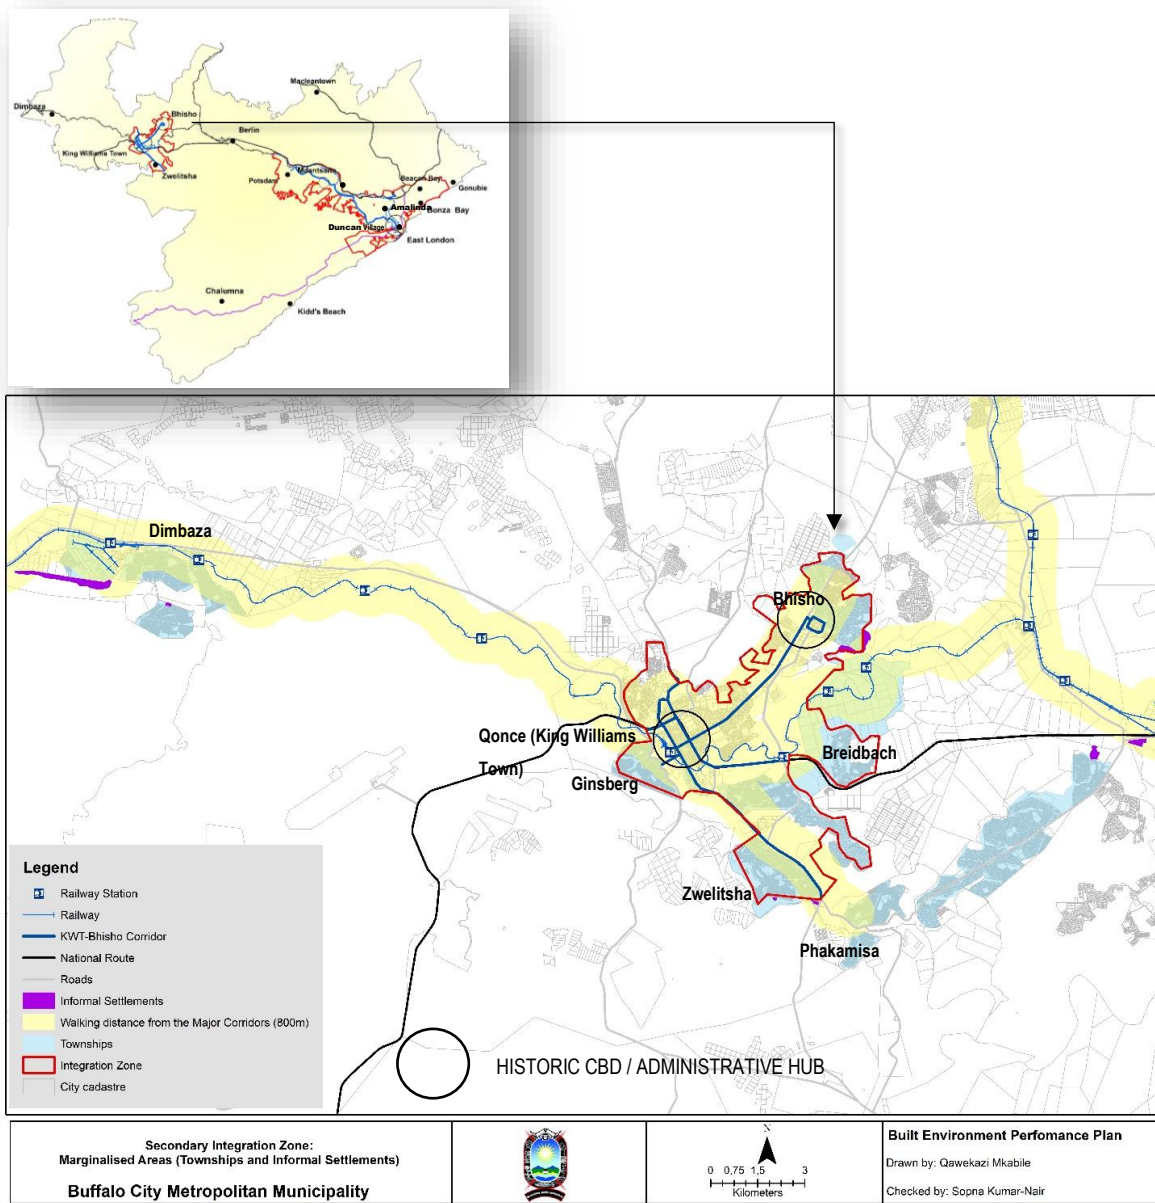 Macleantown
Dimbaza
Bhisho
Berlin
King Williams Town
Zwelitsha
Potsdam
Mdantsane
Beacon Bay
Gonubie
Amalinda
Bonza Bay
Duncan Village
East London
Chalumna
Kidd's Beach
Dimbaza
Bhisho
Qonce (King Williams
Town)
Breidbach
Ginsberg
Zwelitsha
Phakamisa
Legend
Railway Station
Railway
KWT-Bhisho Corridor
National Route
Roads
Informal Settlements
Walking distance from the Major Corridors (800m)
Townships
Integration Zone
City cadastre
HISTORIC CBD / ADMINISTRATIVE HUB
Secondary Integration Zone:
Marginalised Areas (Townships and Informal Settlements)
Buffalo City Metropolitan Municipality
N
0 0,75 1,5 3
Kilometers
Built Environment Perfomance Plan
Drawn by: Qawekazi Mkabile
Checked by: Sopna Kumar-Nair